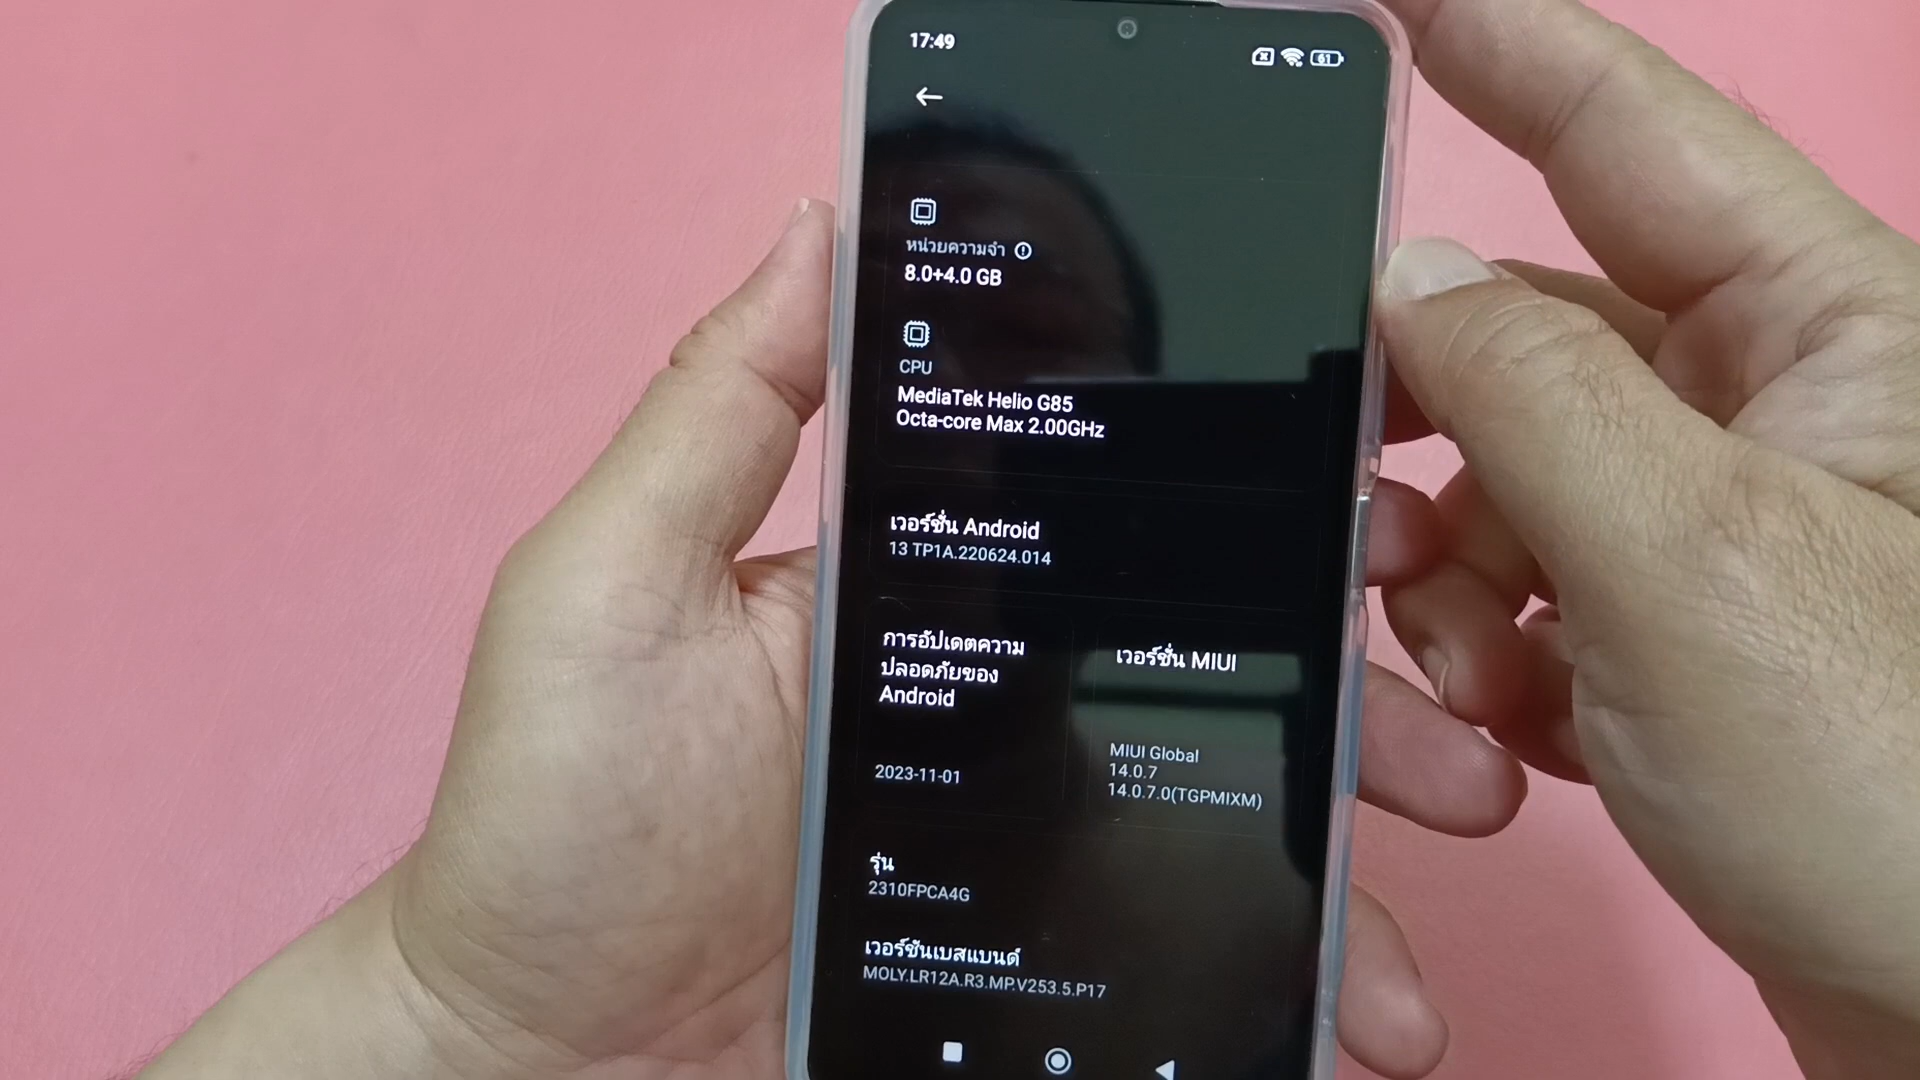 17:49
61
หน่วยความจำ
8.0+4.0 GB
CPU
MediaTek Helio G85
Octa-core Max 2.00GHz
เวอร์ชั่น Android
13 TP1A.220624.014
การอัปเดตความ
ปลอดภัยของ
Android
2023-11-01
เวอร์ชั่น MIUI
MIUI Global
14.0.7
14.0.7.0(TGPMIXM)
รุ่น
2310FPCA4G
เวอร์ชันเบสแบนด์
MOLY.LR12A.R3.MP.V253.5.P17